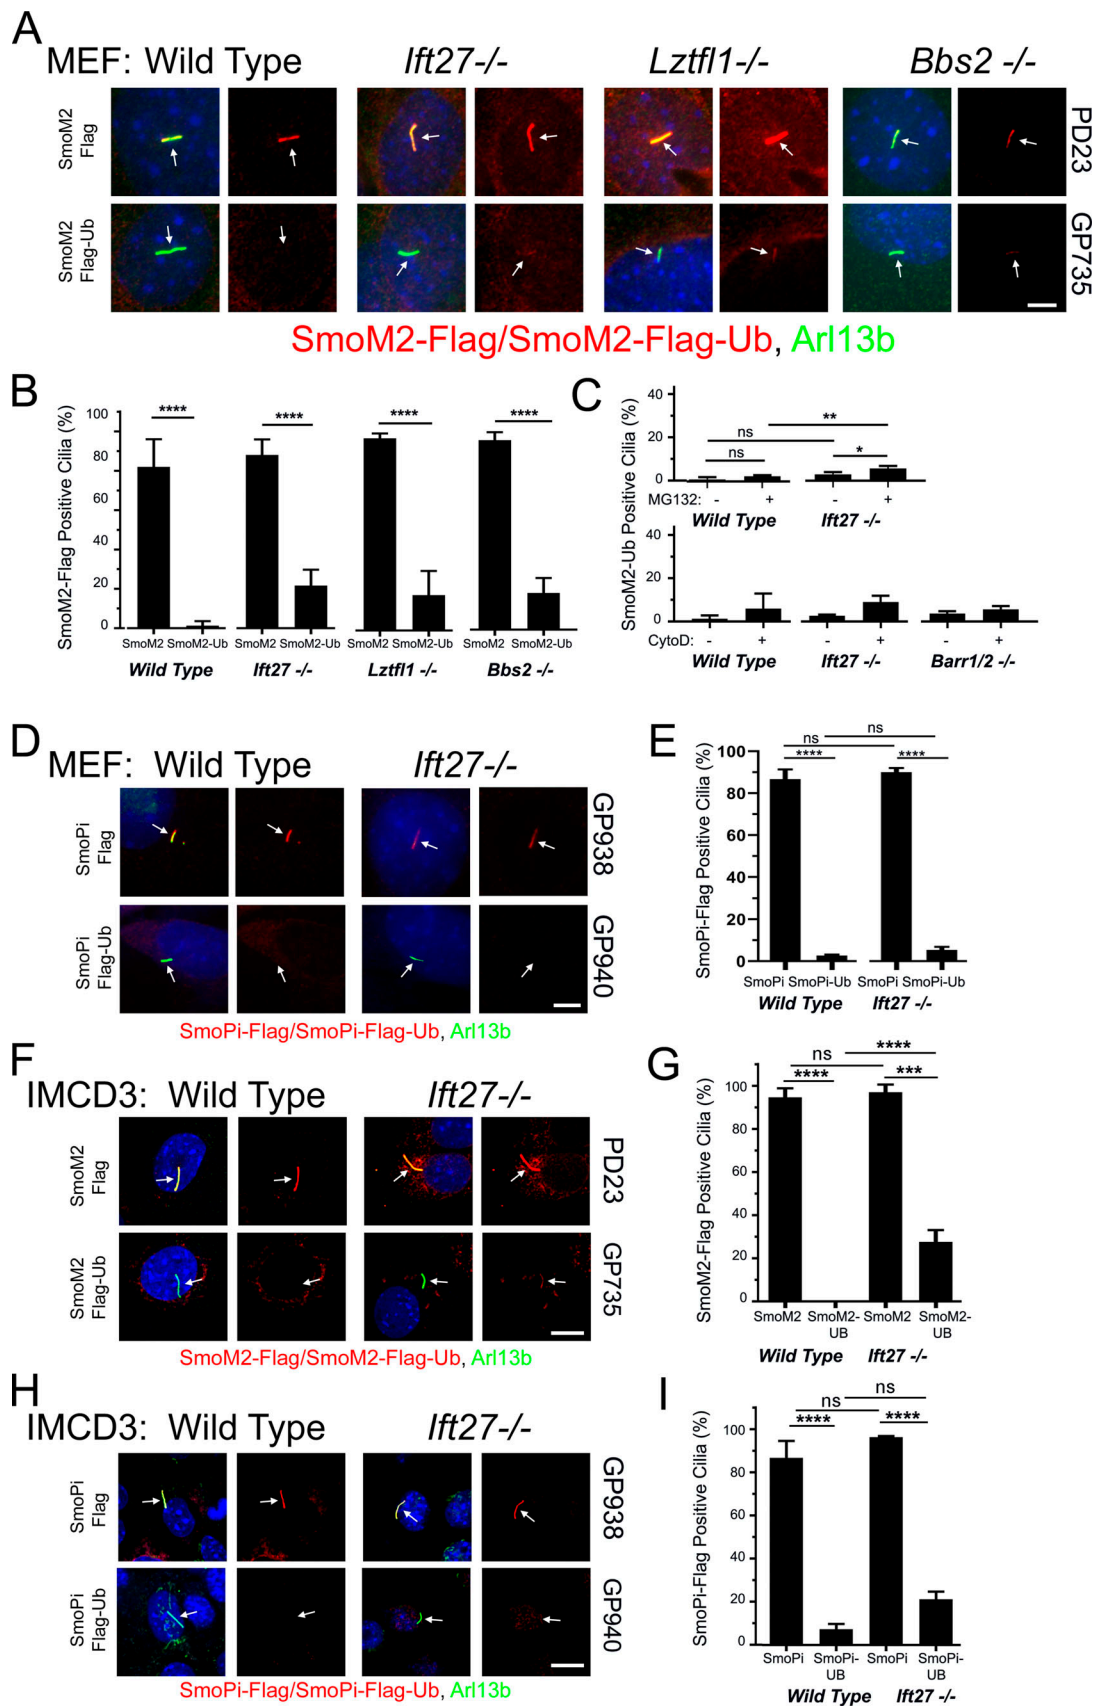 A
MEF: Wild Type Ift27-/- Lztfl1-/- Bbs2 -/-
SmoM2 Flag
PD23
SmoM2 Flag-Ub
GP735
SmoM2-Flag/SmoM2-Flag-Ub, Arl13b
B
SmoM2-Flag Positive Cilia (%)
100
80
60
40
20
0
**** **** **** ****
SmoM2 SmoM2-Ub SmoM2 SmoM2-Ub SmoM2 SmoM2-Ub SmoM2 SmoM2-Ub
Wild Type Ift27 -/- Lztfl1 -/- Bbs2 -/-
C
SmoM2-Ub Positive Cilia (%)
40
20
0
**
ns
ns *
MG132: - + - +
Wild Type Ift27 -/-
40
20
0
CytoD: - + - + - +
Wild Type Ift27 -/- Barr1/2 -/-
D
MEF: Wild Type Ift27-/-
SmoPi Flag
GP938
SmoPi Flag-Ub
GP940
SmoPi-Flag/SmoPi-Flag-Ub, Arl13b
E
SmoPi-Flag Positive Cilia (%)
100
80
60
40
20
0
ns ns
**** ****
SmoPi SmoPi-Ub SmoPi SmoPi-Ub
Wild Type Ift27 -/-
F
IMCD3: Wild Type Ift27-/-
SmoM2 Flag
PD23
SmoM2 Flag-Ub
GP735
SmoM2-Flag/SmoM2-Flag-Ub, Arl13b
G
SmoM2-Flag Positive Cilia (%)
100
80
60
40
20
0
ns ****
**** ***
SmoM2 SmoM2-UB SmoM2 SmoM2-UB
Wild Type Ift27 -/-
H
IMCD3: Wild Type Ift27-/-
SmoPi Flag
GP938
SmoPi Flag-Ub
GP940
SmoPi-Flag/SmoPi-Flag-Ub, Arl13b
I
SmoPi-Flag Positive Cilia (%)
100
80
60
40
20
0
ns
ns
**** ****
SmoPi SmoPi-UB SmoPi SmoPi-UB
Wild Type Ift27 -/-